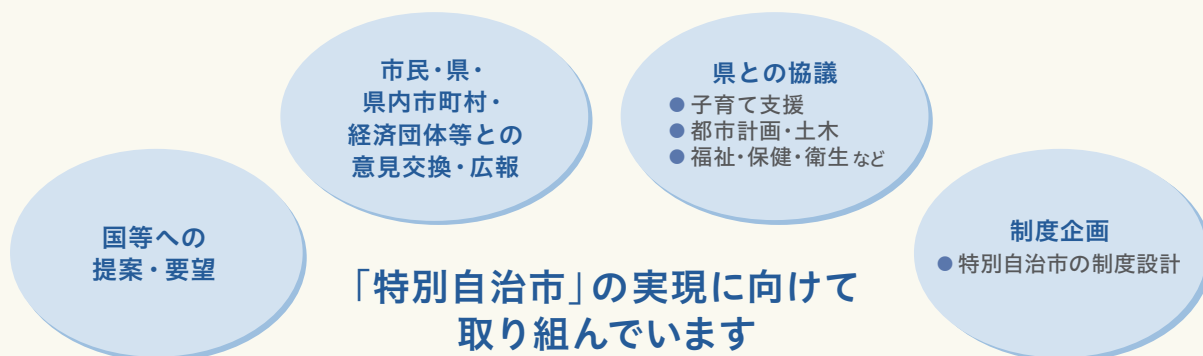 国等への
提案・要望
市民・県・
県内市町村・
経済団体等との
意見交換・広報
県との協議
●子育て支援
●都市計画・土木
●福祉・保健・衛生など
制度企画
●特別自治市の制度設計
「特別自治市」の実現に向けて
取り組んでいます